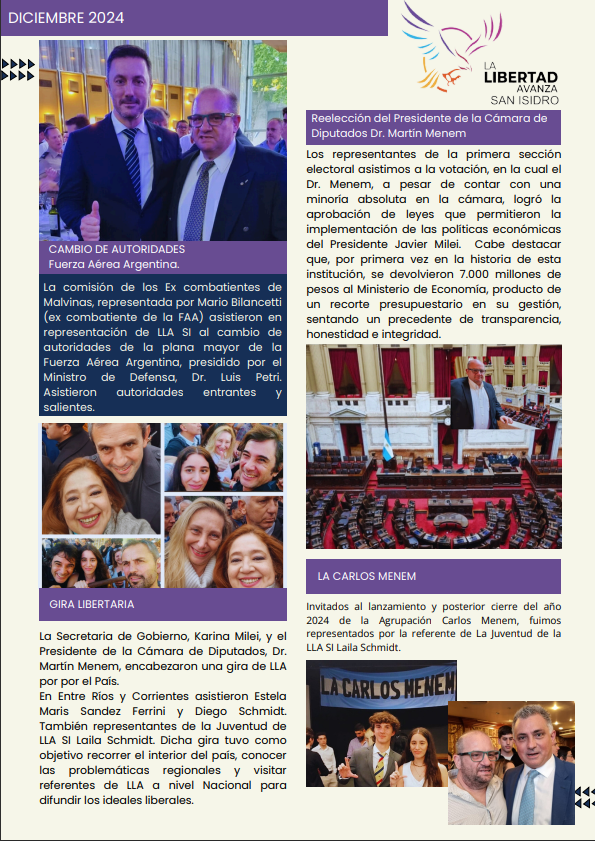 DICIEMBRE 2024
LA
LIBERTAD
AVANZA
SAN ISIDRO
CAMBIO DE AUTORIDADES
Fuerza Aérea Argentina.
La comisión de los Ex combatientes de
Malvinas, representada por Mario Bilancetti
(ex combatiente de la FAA) asistieron en
representación de LLA SI al cambio de
autoridades de la plana mayor de la
Fuerza Aérea Argentina, presidido por el
Ministro de Defensa, Dr. Luis Petri.
Asistieron autoridades entrantes y
salientes.
GIRA LIBERTARIA
La Secretaria de Gobierno, Karina Milei, y el
Presidente de la Cámara de Diputados, Dr.
Martín Menem, encabezaron una gira de LLA
por por el País.
En Entre Ríos y Corrientes asistieron Estela
Maris Sandez Ferrini y Diego Schmidt.
También representantes de la Juventud de
LLA SI Laila Schmidt. Dicha gira tuvo como
objetivo recorrer el interior del país, conocer
las problemáticas regionales y visitar
referentes de LLA a nivel Nacional para
difundir los ideales liberales.
Reelección del Presidente de la Cámara de
Diputados Dr. Martín Menem
Los representantes de la primera sección
electoral asistimos a la votación, en la cual el
Dr. Menem, a pesar de contar con una
minoría absoluta en la cámara, logró la
aprobación de leyes que permitieron la
implementación de las políticas económicas
del Presidente Javier Milei. Cabe destacar
que, por primera vez en la historia de esta
institución, se devolvieron 7.000 millones de
pesos al Ministerio de Economía, producto de
un recorte presupuestario en su gestión,
sentando un precedente de transparencia,
honestidad e integridad.
LA CARLOS MENEM
Invitados al lanzamiento y posterior cierre del año
2024 de la Agrupación Carlos Menem, fuimos
representados por la referente de La Juventud de la
LLA SI Laila Schmidt.
LA CARLOS MENEM